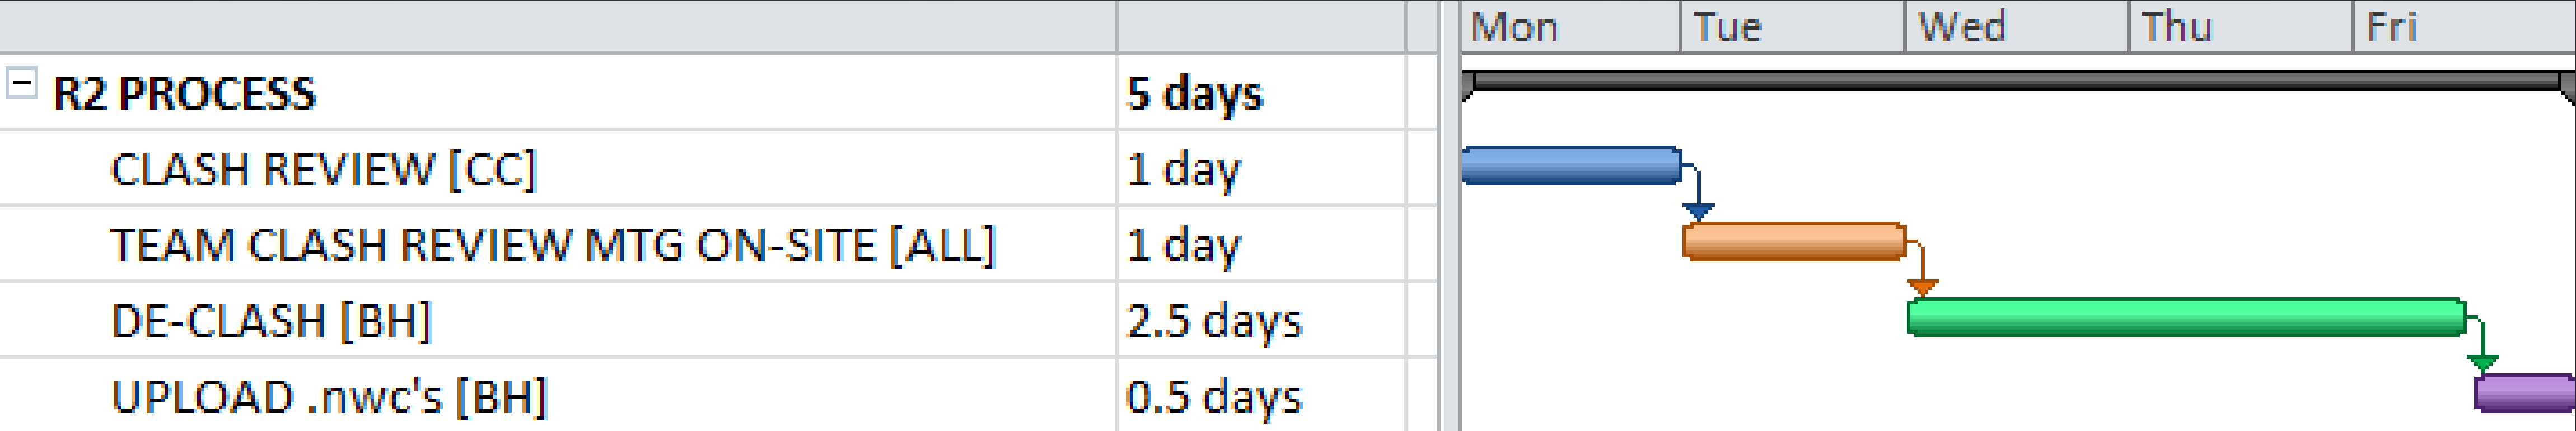 Mon Tue Wed Thu Fri
R2 PROCESS 5 days
CLASH REVIEW [CC] 1 day
TEAM CLASH REVIEW MTG ON-SITE [ALL] 1 day
DE-CLASH [BH] 2.5 days
UPLOAD .nwc's [BH] 0.5 days